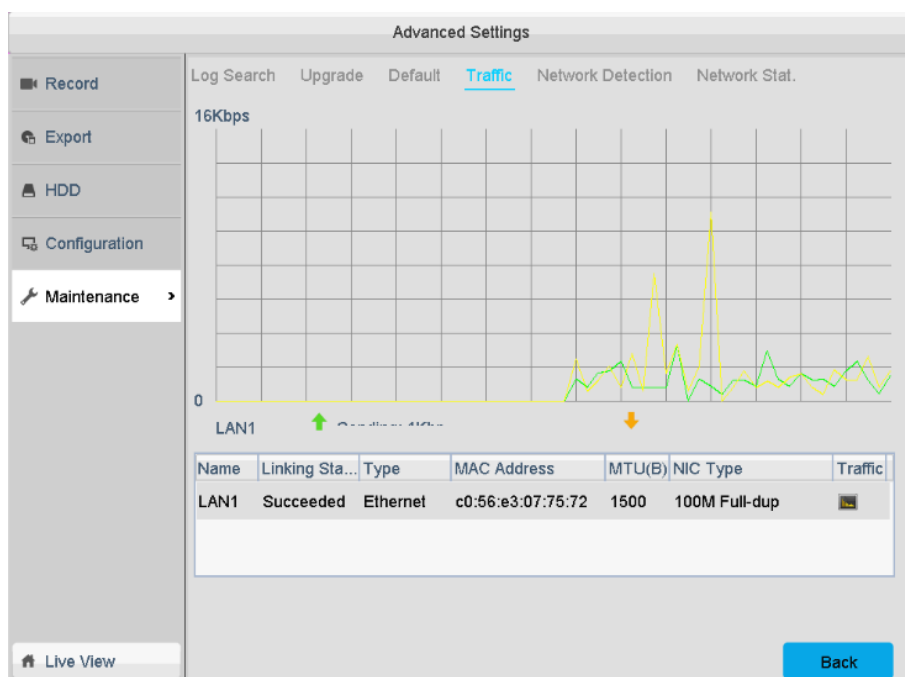 Advanced Settings
Record
Export
HDD
Configuration
Maintenance
Live View
Log Search Upgrade Default Traffic Network Detection Network Stat.
16Kbps
0
LAN1
Name Linking Sta... Type MAC Address MTU(B) NIC Type Traffic
LAN1 Succeeded Ethernet c0:56:e3:07:75:72 1500 100M Full-dup
Back